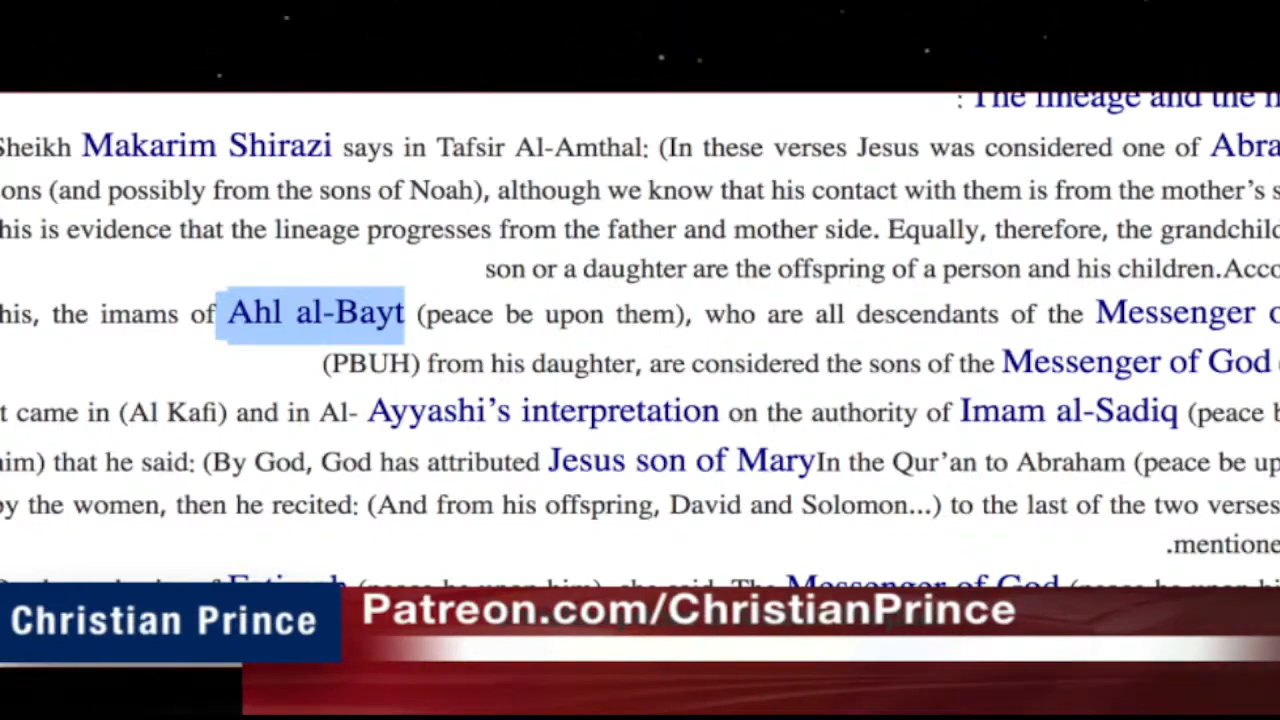 : The lineage and the
Sheikh Makarim Shirazi says in Tafsir Al-Amthal: (In these verses Jesus was considered one of
ons (and possibly from the sons of Noah), although we know that his contact with them is from the mother's
his is evidence that the lineage progresses from the father and mother side. Equally, therefore, the
son or a daughter are the offspring of a person and his children.
his, the imams of Ahl al-Bayt (peace be upon them), who are all descendants of the Messenger
(PBUH) from his daughter, are considered the sons of the Messenger of God
t came in (Al Kafi) and in Al- Ayyashi's interpretation on the authority of Imam al-Sadiq (peace
him) that he said: (By God, God has attributed Jesus son of MaryIn the Qur'an to Abraham (peace be
by the women, then he recited: (And from his offspring, David and Solomon...) to the last of the two verses
.mentione
Messenger of God
Christian Prince
Patreon.com/ChristianPrince